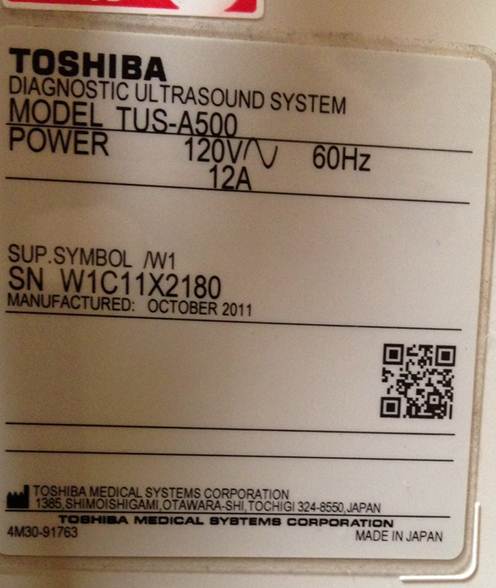 TOSHIBA
DIAGNOSTIC ULTRASOUND SYSTEM
MODEL TUS-A500
POWER 120V 60Hz
12A
SUP.SYMBOL /W1
SN W1C11X2180
MANUFACTURED: OCTOBER 2011
TOSHIBA MEDICAL SYSTEMS CORPORATION
1385,SHIMOISHIGAMI,OTAWARA-SHI,TOCHIGI 324-8550,JAPAN
TOSHIBA MEDICAL SYSTEMS CORPORATION
4M30-91763 MADE IN JAPAN